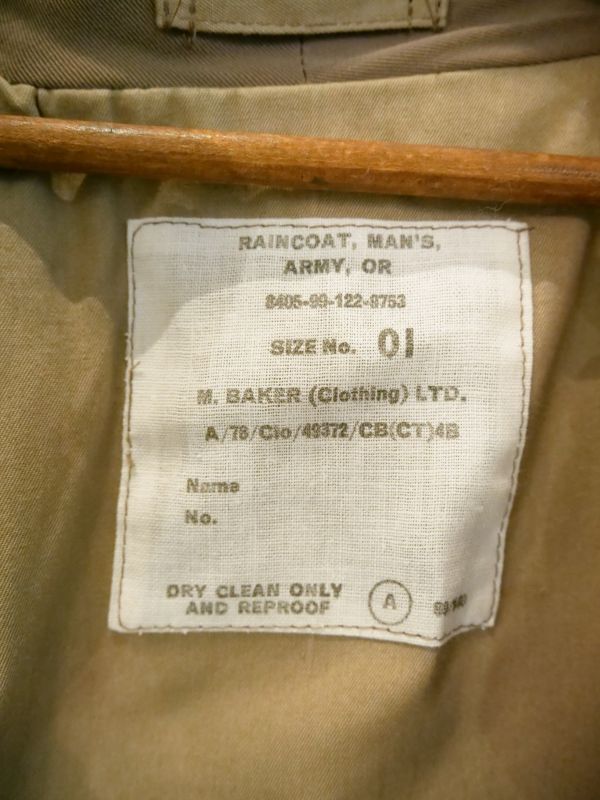 RAINCOAT, MAN'S,
ARMY, OR
8405-99-122-8753
SIZE No. 01
M. BAKER (Clothing) LTD.
A/78/Clo/49372/CB(CT)4B
Name
No.
DRY CLEAN ONLY
AND REPROOF
A